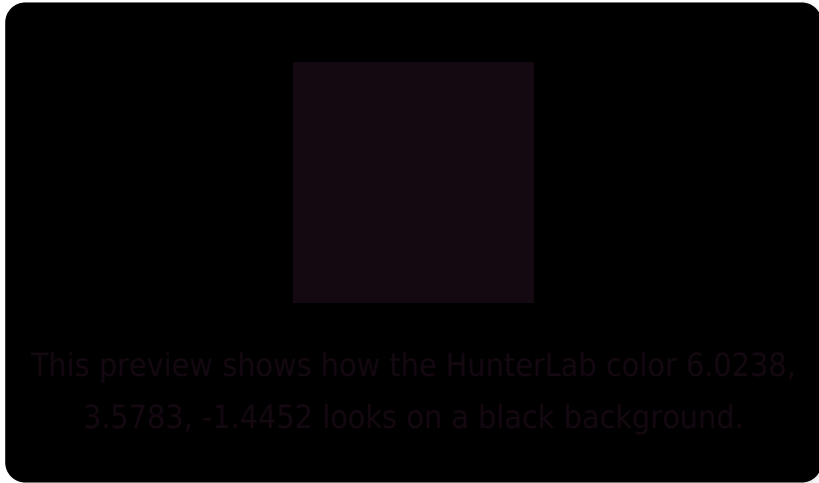 This preview shows how the HunterLab color 6.0238,
3.5783, -1.4452 looks on a black background.